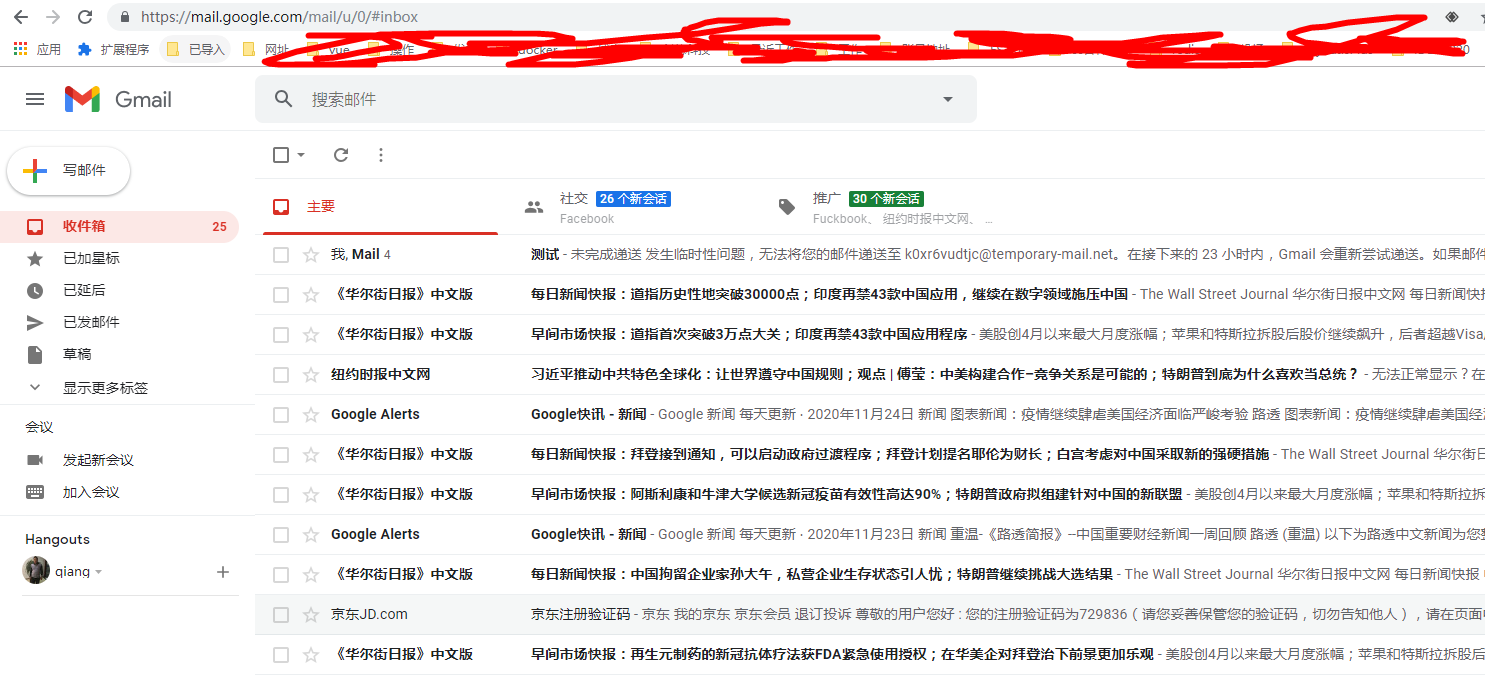 https://mail.google.com/mail/u/0/#inbox
应用 扩展程序 已导入 网址 vue 操作 docker
Gmail
搜索邮件
写邮件
收件箱 25
已加星标
已延后
已发邮件
草稿
显示更多标签
会议
发起新会议
加入会议
Hangouts
qiang
主要
社交 26 个新会话
Facebook
推广 30 个新会话
Fuckbook、 纽约时报中文网、 ...
我, Mail 4 测试 - 未完成递送 发生临时性问题，无法将您的邮件递送至 k0xr6vudtjc@temporary-mail.net。在接下来的 23 小时内，Gmail 会重新尝试递送。如果邮件
《华尔街日报》中文版 每日新闻快报：道指历史性地突破30000点；印度再禁43款中国应用，继续在数字领域施压中国 - The Wall Street Journal 华尔街日报中文网 每日新闻快报
《华尔街日报》中文版 早间市场快报：道指首次突破3万点大关；印度再禁43款中国应用程序 - 美股创4月以来最大月度涨幅；苹果和特斯拉拆股后股价继续飙升，后者超越Visa,
纽约时报中文网 习近平推动中共特色全球化：让世界遵守中国规则；观点 | 傅莹：中美构建合作–竞争关系是可能的；特朗普到底为什么喜欢当总统？ - 无法正常显示？在
Google Alerts Google快讯 - 新闻 - Google 新闻 每天更新 · 2020年11月24日 新闻 图表新闻：疫情继续肆虐美国经济面临严峻考验 路透 图表新闻：疫情继续肆虐美国经
《华尔街日报》中文版 每日新闻快报：拜登接到通知，可以启动政府过渡程序；拜登计划提名耶伦为财长；白宫考虑对中国采取新的强硬措施 - The Wall Street Journal 华尔街日
《华尔街日报》中文版 早间市场快报：阿斯利康和牛津大学候选新冠疫苗有效性高达90%；特朗普政府拟组建针对中国的新联盟 - 美股创4月以来最大月度涨幅；苹果和特斯拉拆
Google Alerts Google快讯 - 新闻 - Google 新闻 每天更新 · 2020年11月23日 新闻 重温-《路透简报》--中国重要财经新闻一周回顾 路透 (重温) 以下为路透中文新闻为您整
《华尔街日报》中文版 每日新闻快报：中国拘留企业家孙大午，私营企业生存状态引人忧；特朗普继续挑战大选结果 - The Wall Street Journal 华尔街日报中文网 每日新闻快报
京东JD.com 京东注册验证码 - 京东 我的京东 京东会员 退订投诉 尊敬的用户您好 : 您的注册验证码为729836（ 请您妥善保管您的验证码，切勿告知他人 ），请在页面中
《华尔街日报》中文版 早间市场快报：再生元制药的新冠抗体疗法获FDA紧急使用授权；在华美企对拜登治下前景更加乐观 - 美股创4月以来最大月度涨幅；苹果和特斯拉拆股后